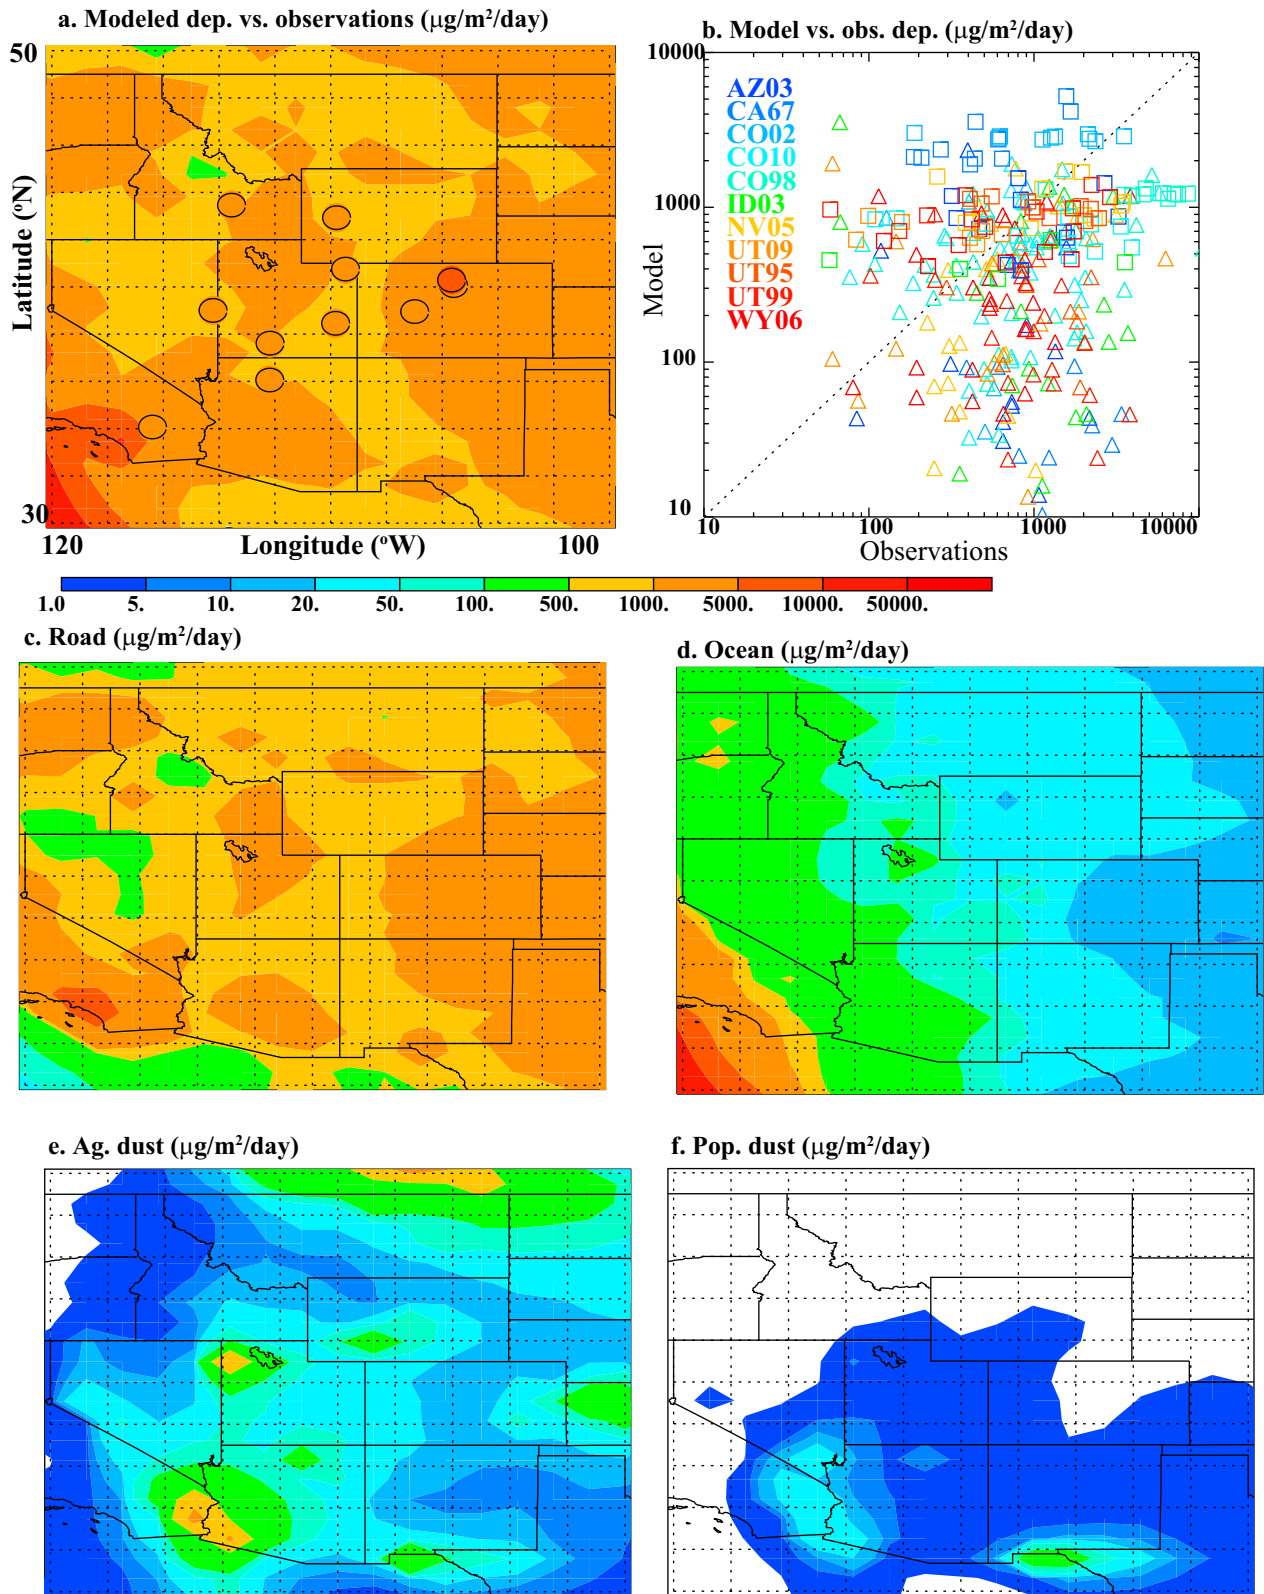 a. Modeled dep. vs. observations (μg/m²/day)
50
Latitude (°N)
30
120
Longitude (°W)
100
b. Model vs. obs. dep. (μg/m²/day)
10000
1000
100
10
Model
AZ03
CA67
CO02
CO10
CO98
ID03
NV05
UT09
UT95
UT99
WY06
10
100
1000
10000
Observations
1.0
5.
10.
20.
50.
100.
500.
1000.
5000.
10000.
50000.
c. Road (μg/m²/day)
d. Ocean (μg/m²/day)
e. Ag. dust (μg/m²/day)
f. Pop. dust (μg/m²/day)